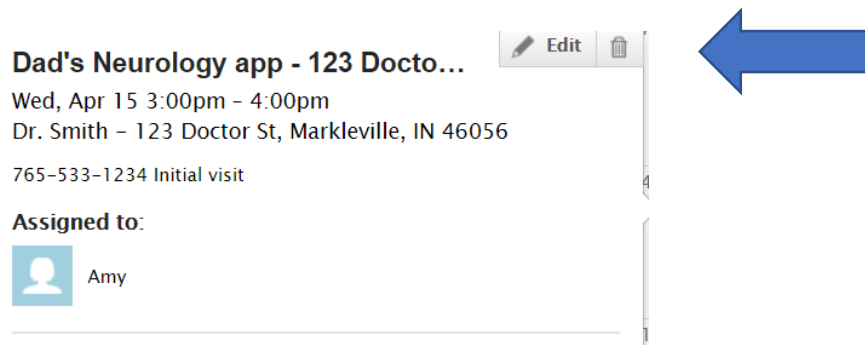 Edit
Dad's Neurology app - 123 Docto...
Wed, Apr 15 3:00pm – 4:00pm
Dr. Smith – 123 Doctor St, Markleville, IN 46056
765-533-1234 Initial visit
Assigned to:
Amy